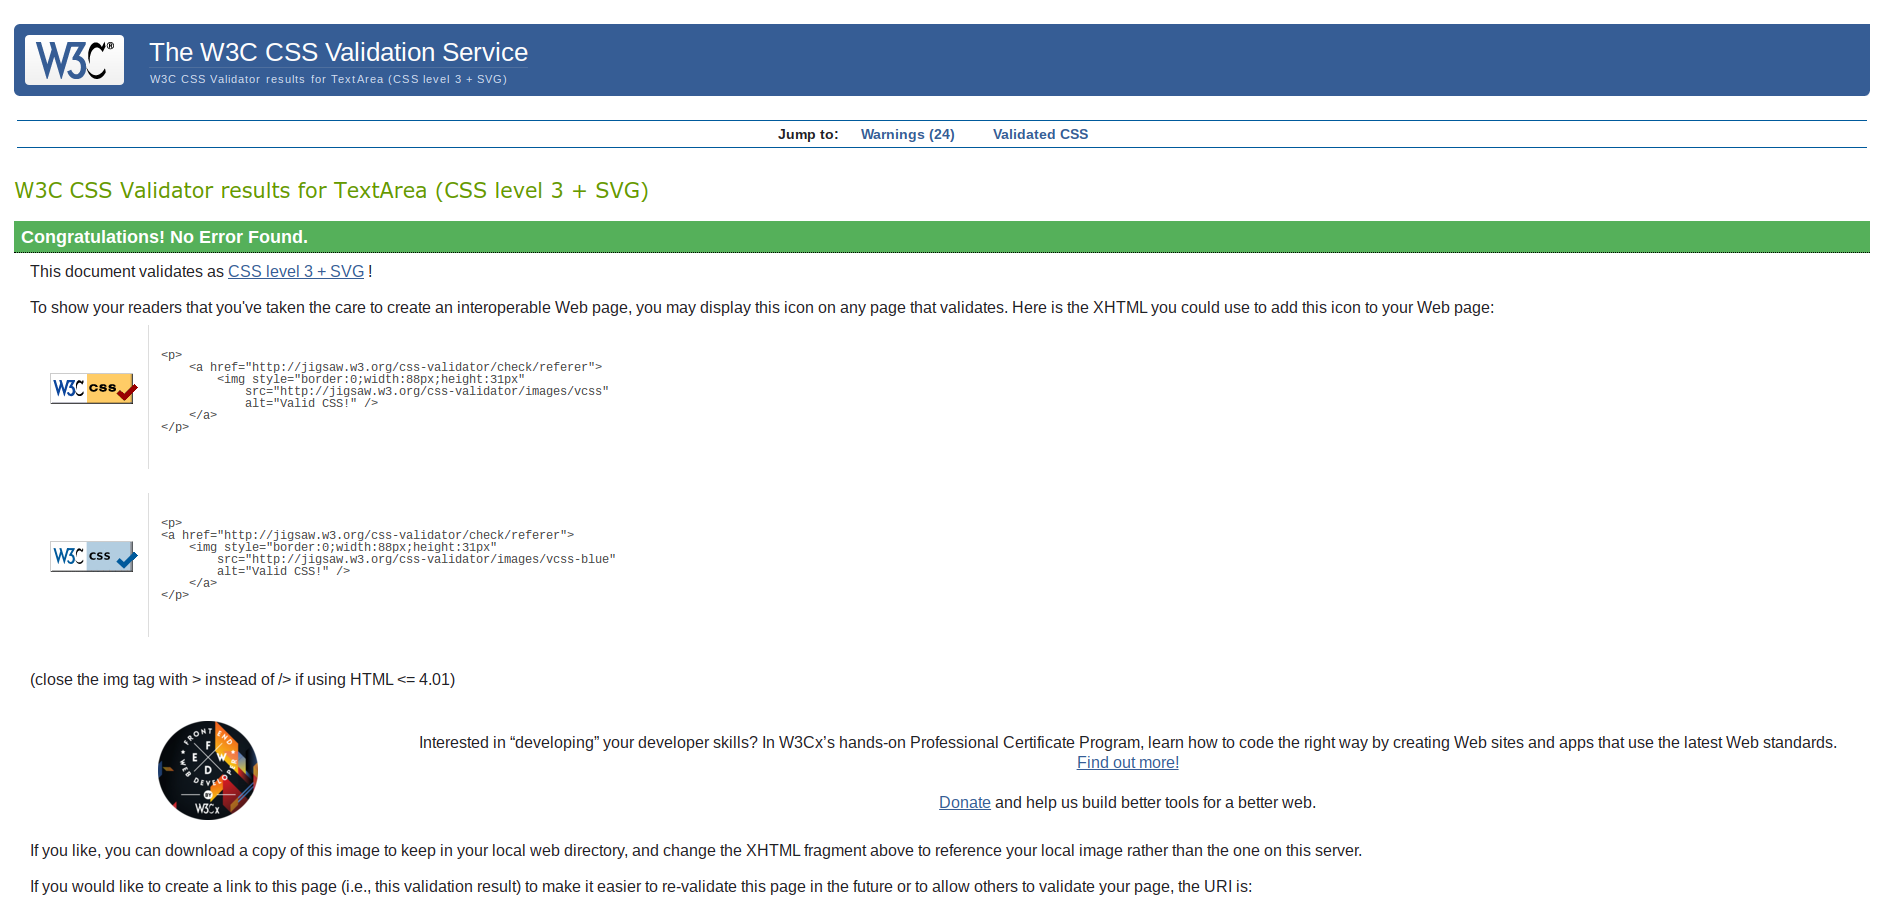 W3C®
The W3C CSS Validation Service
W3C CSS Validator results for TextArea (CSS level 3 + SVG)
Jump to: Warnings (24) Validated CSS
W3C CSS Validator results for TextArea (CSS level 3 + SVG)
Congratulations! No Error Found.
This document validates as CSS level 3 + SVG !
To show your readers that you've taken the care to create an interoperable Web page, you may display this icon on any page that validates. Here is the XHTML you could use to add this icon to your Web page:
W3C css
<p>
    <a href="http://jigsaw.w3.org/css-validator/check/referer">
        <img style="border:0;width:88px;height:31px"
            src="http://jigsaw.w3.org/css-validator/images/vcss"
            alt="Valid CSS!" />
    </a>
</p>
W3C css
<p>
<a href="http://jigsaw.w3.org/css-validator/check/referer">
    <img style="border:0;width:88px;height:31px"
        src="http://jigsaw.w3.org/css-validator/images/vcss-blue"
        alt="Valid CSS!" />
    </a>
</p>
(close the img tag with > instead of /> if using HTML <= 4.01)
FRONT END
F
E W
D
WEB DEVELOPER
BY
W3Cx
Interested in “developing” your developer skills? In W3Cx’s hands-on Professional Certificate Program, learn how to code the right way by creating Web sites and apps that use the latest Web standards.
Find out more!
Donate and help us build better tools for a better web.
If you like, you can download a copy of this image to keep in your local web directory, and change the XHTML fragment above to reference your local image rather than the one on this server.
If you would like to create a link to this page (i.e., this validation result) to make it easier to re-validate this page in the future or to allow others to validate your page, the URI is: